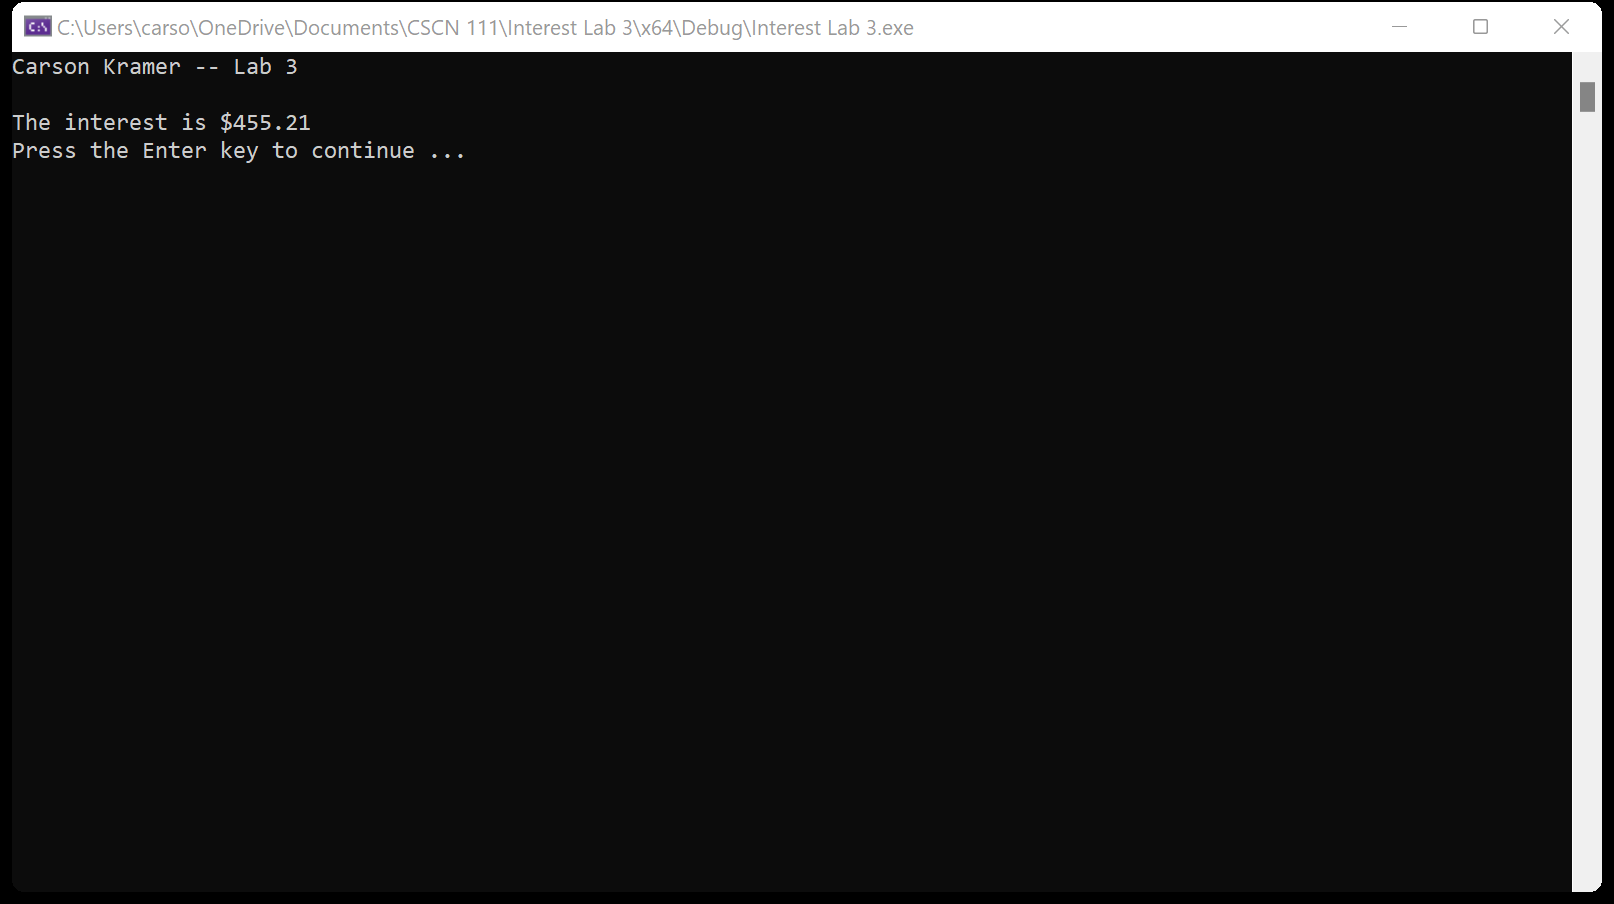 C:\Users\carso\OneDrive\Documents\CSCN 111\Interest Lab 3\x64\Debug\Interest Lab 3.exe
Carson Kramer -- Lab 3
The interest is $455.21
Press the Enter key to continue ...